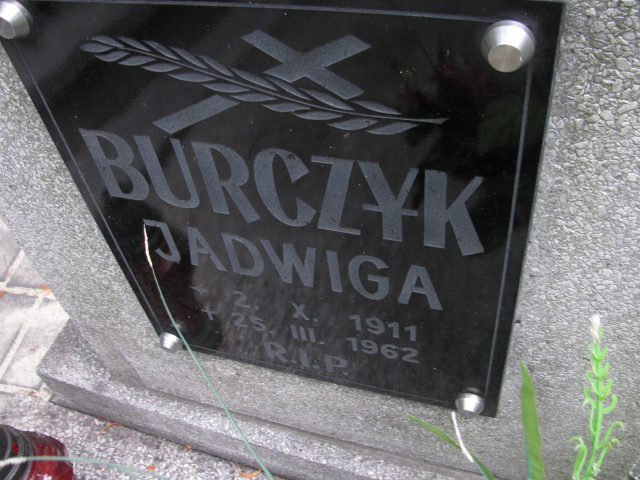 BURCZYK
JADWIGA
* 2. X. 1911
+ 25. III. 1962
R.I.P